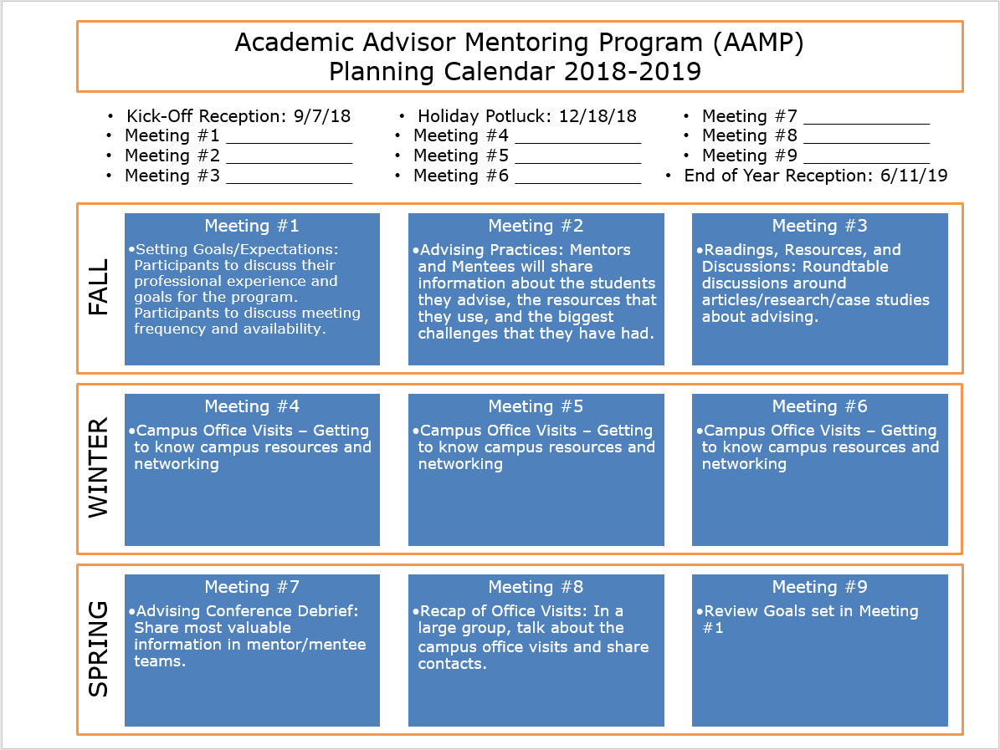 Academic Advisor Mentoring Program (AAMP)
Planning Calendar 2018-2019
• Kick-Off Reception: 9/7/18
• Meeting #1 ______________
• Meeting #2 ______________
• Meeting #3 ______________
• Holiday Potluck: 12/18/18
• Meeting #4 ______________
• Meeting #5 ______________
• Meeting #6 ______________
• Meeting #7 ______________
• Meeting #8 ______________
• Meeting #9 ______________
• End of Year Reception: 6/11/19
FALL
Meeting #1
•Setting Goals/Expectations:
Participants to discuss their
professional experience and
goals for the program.
Participants to discuss meeting
frequency and availability.
Meeting #2
•Advising Practices: Mentors
and Mentees will share
information about the students
they advise, the resources that
they use, and the biggest
challenges that they have had.
Meeting #3
•Readings, Resources, and
Discussions: Roundtable
discussions around
articles/research/case studies
about advising.
WINTER
Meeting #4
•Campus Office Visits – Getting
to know campus resources and
networking
Meeting #5
•Campus Office Visits – Getting
to know campus resources and
networking
Meeting #6
•Campus Office Visits – Getting
to know campus resources and
networking
SPRING
Meeting #7
•Advising Conference Debrief:
Share most valuable
information in mentor/mentee
teams.
Meeting #8
•Recap of Office Visits: In a
large group, talk about the
campus office visits and share
contacts.
Meeting #9
•Review Goals set in Meeting
#1